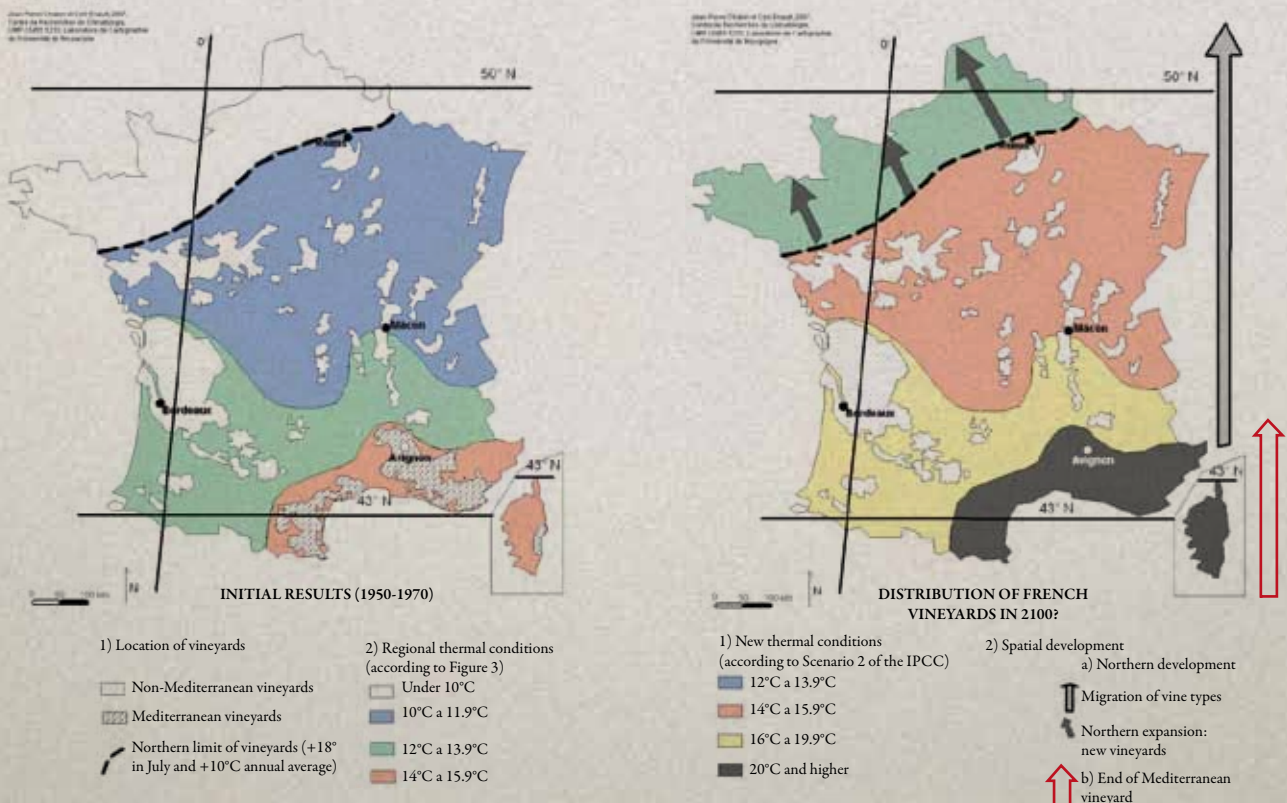 0°
50° N
Reims
Mâcon
Bordeaux
Avignon
43° N
43° N
N
INITIAL RESULTS (1950-1970)
1) Location of vineyards
Non-Mediterranean vineyards
Mediterranean vineyards
Northern limit of vineyards (+18°
in July and +10°C annual average)
2) Regional thermal conditions
(according to Figure 3)
Under 10°C
10°C a 11.9°C
12°C a 13.9°C
14°C a 15.9°C
0°
50° N
Mâcon
Bordeaux
Avignon
43° N
43° N
N
DISTRIBUTION OF FRENCH
VINEYARDS IN 2100?
1) New thermal conditions
(according to Scenario 2 of the IPCC)
12°C a 13.9°C
14°C a 15.9°C
16°C a 19.9°C
20°C and higher
2) Spatial development
a) Northern development
Migration of vine types
Northern expansion:
new vineyards
b) End of Mediterranean
vineyard